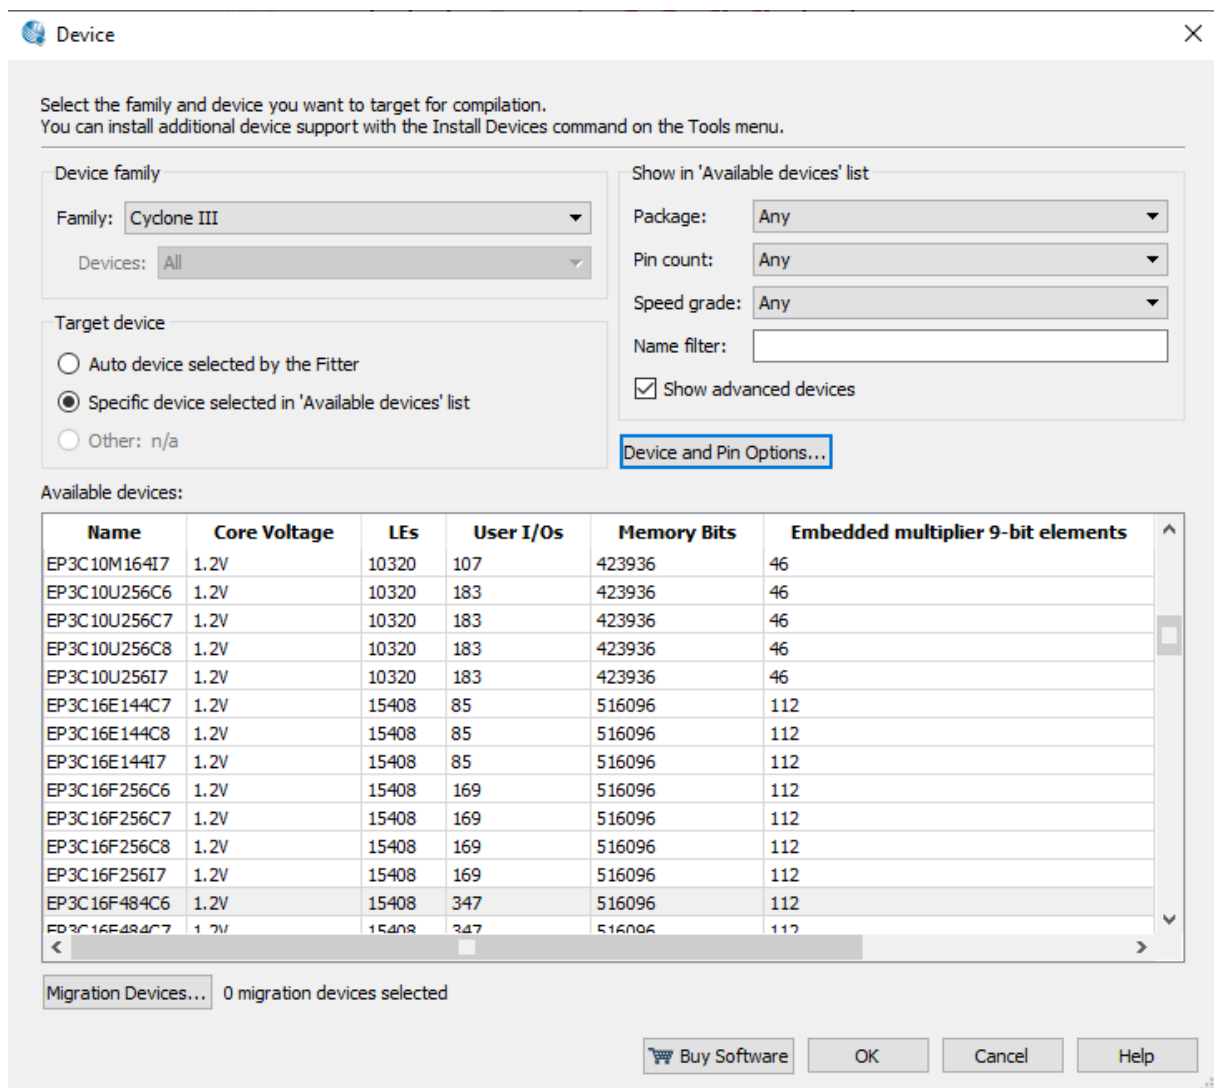 Device
Select the family and device you want to target for compilation.
You can install additional device support with the Install Devices command on the Tools menu.
Device family
Family: Cyclone III
Devices: All
Target device
Auto device selected by the Fitter
Specific device selected in 'Available devices' list
Other: n/a
Show in 'Available devices' list
Package: Any
Pin count: Any
Speed grade: Any
Name filter:
Show advanced devices
Device and Pin Options...
Available devices:
Name Core Voltage LEs User I/Os Memory Bits Embedded multiplier 9-bit elements
EP3C10M164I7 1.2V 10320 107 423936 46
EP3C10U256C6 1.2V 10320 183 423936 46
EP3C10U256C7 1.2V 10320 183 423936 46
EP3C10U256C8 1.2V 10320 183 423936 46
EP3C10U256I7 1.2V 10320 183 423936 46
EP3C16E144C7 1.2V 15408 85 516096 112
EP3C16E144C8 1.2V 15408 85 516096 112
EP3C16E144I7 1.2V 15408 85 516096 112
EP3C16F256C6 1.2V 15408 169 516096 112
EP3C16F256C7 1.2V 15408 169 516096 112
EP3C16F256C8 1.2V 15408 169 516096 112
EP3C16F256I7 1.2V 15408 169 516096 112
EP3C16F484C6 1.2V 15408 347 516096 112
EP3C16F484C7 1.2V 15408 347 516096 112
Migration Devices... 0 migration devices selected
Buy Software OK Cancel Help